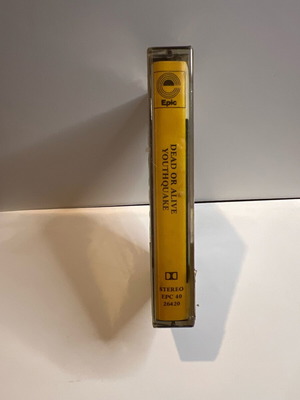 Epic
DEAD OR ALIVE
YOUTHQUAKE
STEREO
EPC 40
26420